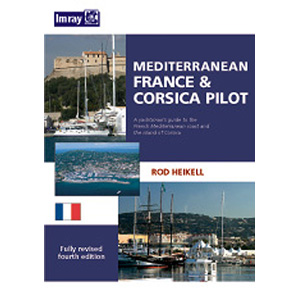 Imray
MEDITERRANEAN
FRANCE &
CORSICA PILOT
A yachtsman's guide to the
French Mediterranean coast and
the island of Corsica
ROD HEIKELL
Fully revised
fourth edition